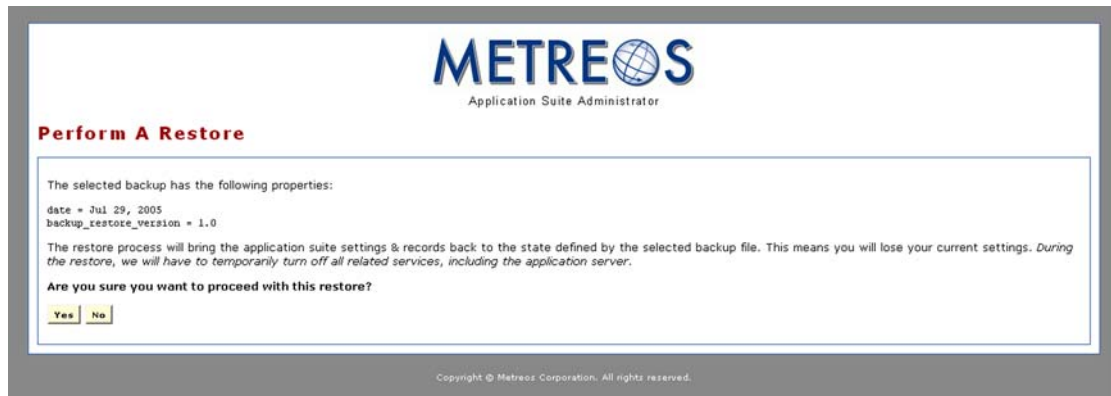 METREOS
Application Suite Administrator
Perform A Restore
The selected backup has the following properties:
date = Jul 29, 2005
backup_restore_version = 1.0
The restore process will bring the application suite settings & records back to the state defined by the selected backup file. This means you will lose your current settings. During
the restore, we will have to temporarily turn off all related services, including the application server.
Are you sure you want to proceed with this restore?
Yes No
Copyright © Metreos Corporation. All rights reserved.